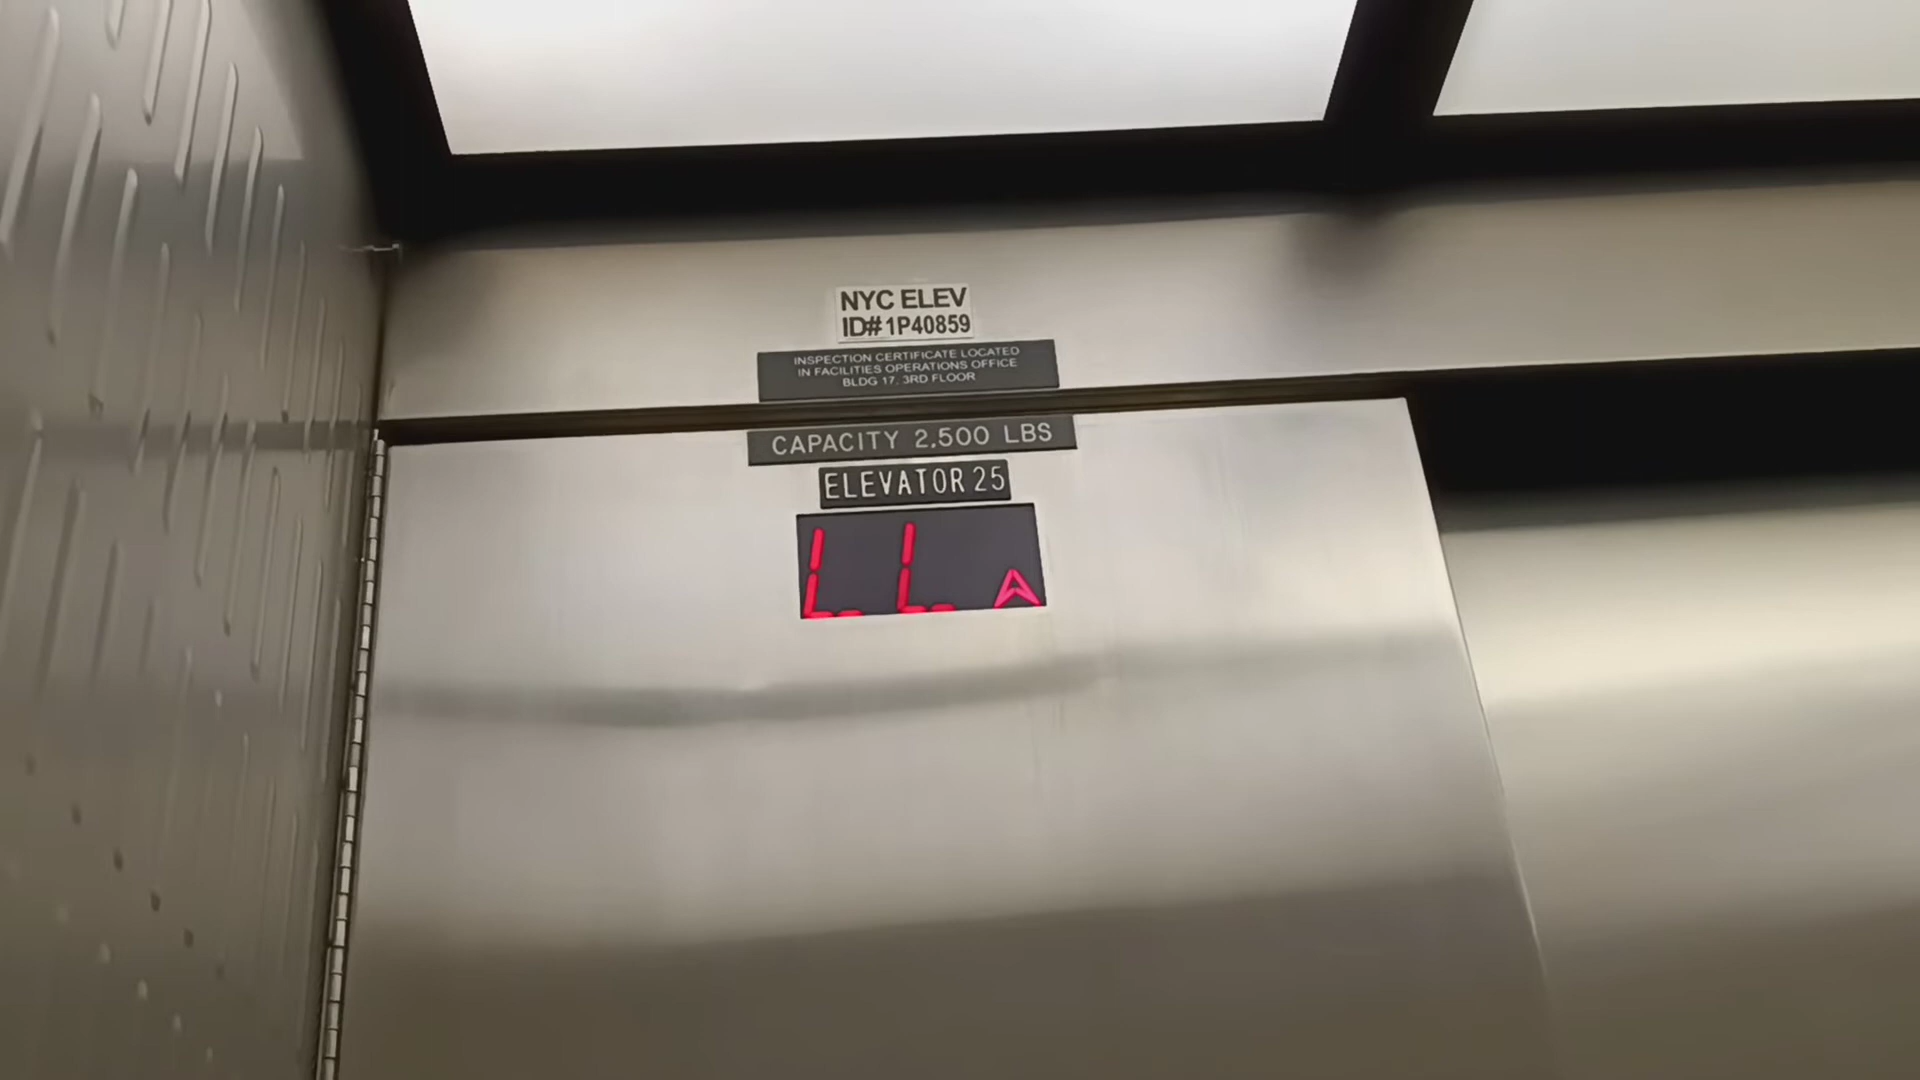 NYC ELEV
ID# 1P40859
INSPECTION CERTIFICATE LOCATED
IN FACILITIES OPERATIONS OFFICE
BLDG 17, 3RD FLOOR
CAPACITY 2,500 LBS
ELEVATOR 25
LL